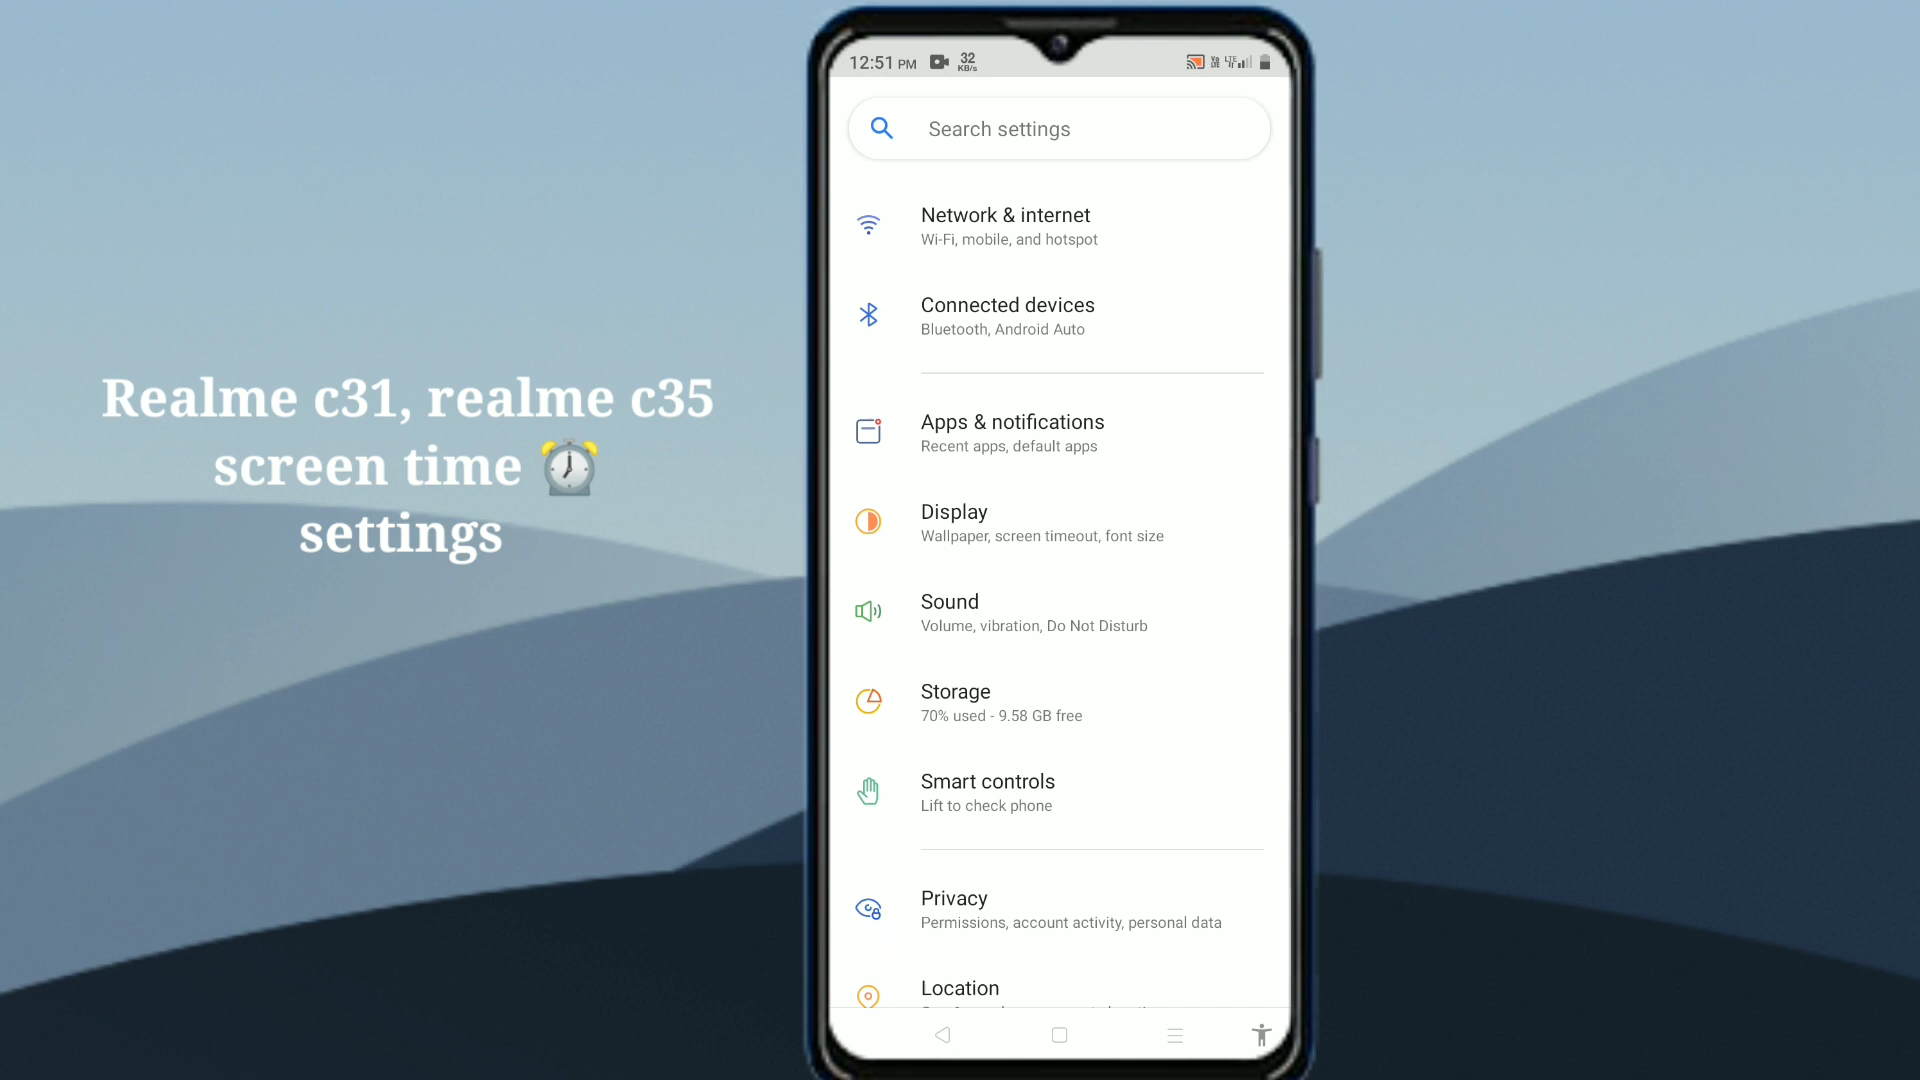 Realme c31, realme c35
screen time ⏰
settings
12:51 PM
32
KB/s
Search settings
Network & internet
Wi-Fi, mobile, and hotspot
Connected devices
Bluetooth, Android Auto
Apps & notifications
Recent apps, default apps
Display
Wallpaper, screen timeout, font size
Sound
Volume, vibration, Do Not Disturb
Storage
70% used - 9.58 GB free
Smart controls
Lift to check phone
Privacy
Permissions, account activity, personal data
Location